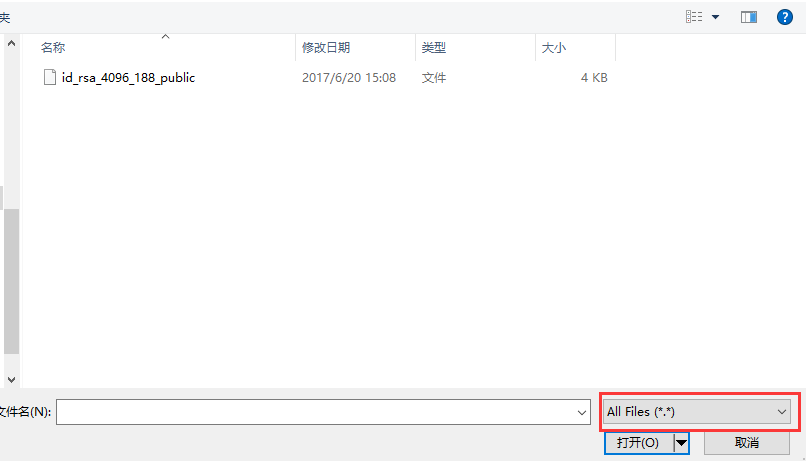 夹
?
名称 修改日期 类型 大小
id_rsa_4096_188_public 2017/6/20 15:08 文件 4 KB
文件名(N): All Files (*.*)
打开(O) 取消